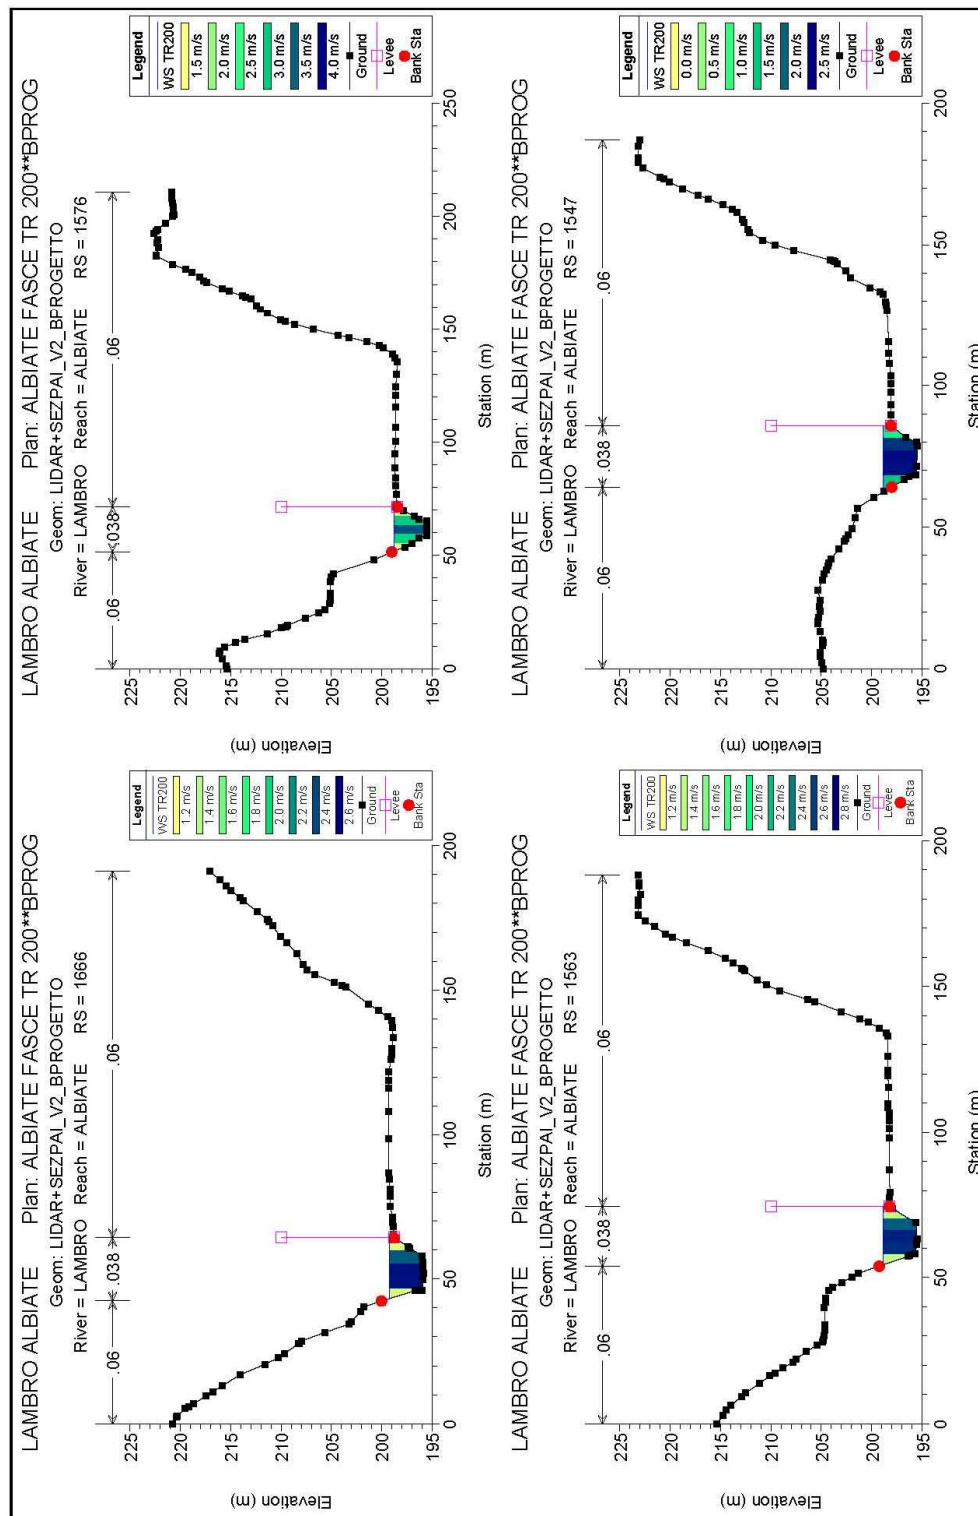 LAMBRO ALBIATE Plan: ALBIATE FASCE TR 200**BPROG
Geom: LIDAR+SEZPAI_V2_BPROGETTO
River = LAMBRO Reach = ALBIATE RS = 1666
.06
.038
.06
Legend
WS TR200
1.2 m/s
1.4 m/s
1.6 m/s
1.8 m/s
2.0 m/s
2.2 m/s
2.4 m/s
2.6 m/s
Ground
Levee
Bank Sta
225
220
215
210
205
200
195
Elevation (m)
0
50
100
150
200
Station (m)
LAMBRO ALBIATE Plan: ALBIATE FASCE TR 200**BPROG
Geom: LIDAR+SEZPAI_V2_BPROGETTO
River = LAMBRO Reach = ALBIATE RS = 1576
.06
.038
.06
Legend
WS TR200
1.5 m/s
2.0 m/s
2.5 m/s
3.0 m/s
3.5 m/s
4.0 m/s
Ground
Levee
Bank Sta
225
220
215
210
205
200
195
Elevation (m)
0
50
100
150
200
250
Station (m)
LAMBRO ALBIATE Plan: ALBIATE FASCE TR 200**BPROG
Geom: LIDAR+SEZPAI_V2_BPROGETTO
River = LAMBRO Reach = ALBIATE RS = 1563
.06
.038
.06
Legend
WS TR200
1.2 m/s
1.4 m/s
1.6 m/s
1.8 m/s
2.0 m/s
2.2 m/s
2.4 m/s
2.6 m/s
2.8 m/s
Ground
Levee
Bank Sta
225
220
215
210
205
200
195
Elevation (m)
0
50
100
150
200
Station (m)
LAMBRO ALBIATE Plan: ALBIATE FASCE TR 200**BPROG
Geom: LIDAR+SEZPAI_V2_BPROGETTO
River = LAMBRO Reach = ALBIATE RS = 1547
.06
.038
.06
Legend
WS TR200
0.0 m/s
0.5 m/s
1.0 m/s
1.5 m/s
2.0 m/s
2.5 m/s
Ground
Levee
Bank Sta
225
220
215
210
205
200
195
Elevation (m)
0
50
100
150
200
Station (m)